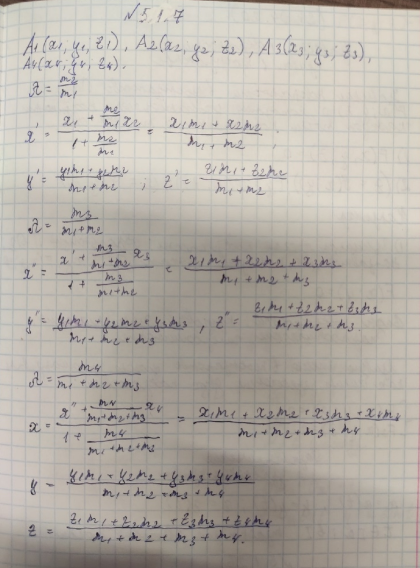 №5.1.7
A1(x1, y1, z1), A2(x2, y2; z2), A3(x3; y3; z3),
A4(x4, y4, z4).
λ = m2/m1
x' = (x1 + m2/m1 x2)/(1 + m2/m1) = (x1m1 + x2m2)/(m1 + m2)
y' = (y1m1 + y2m2)/(m1 + m2) ; z' = (z1m1 + z2m2)/(m1 + m2)
λ = m3/(m1 + m2)
x'' = (x' + m3/(m1 + m2) x3)/(1 + m3/(m1 + m2)) = (x1m1 + x2m2 + x3m3)/(m1 + m2 + m3)
y'' = (y1m1 + y2m2 + y3m3)/(m1 + m2 + m3) , z'' = (z1m1 + z2m2 + z3m3)/(m1 + m2 + m3)
λ = m4/(m1 + m2 + m3)
x = (x'' + m4/(m1 + m2 + m3) x4)/(1 + m4/(m1 + m2 + m2)) = (x1m1 + x2m2 + x3m3 + x4m4)/(m1 + m2 + m3 + m4)
y = (y1m1 + y2m2 + y3m3 + y4m4)/(m1 + m2 + m3 + m4)
z = (z1m1 + z2m2 + z3m3 + z4m4)/(m1 + m2 + m3 + m4).